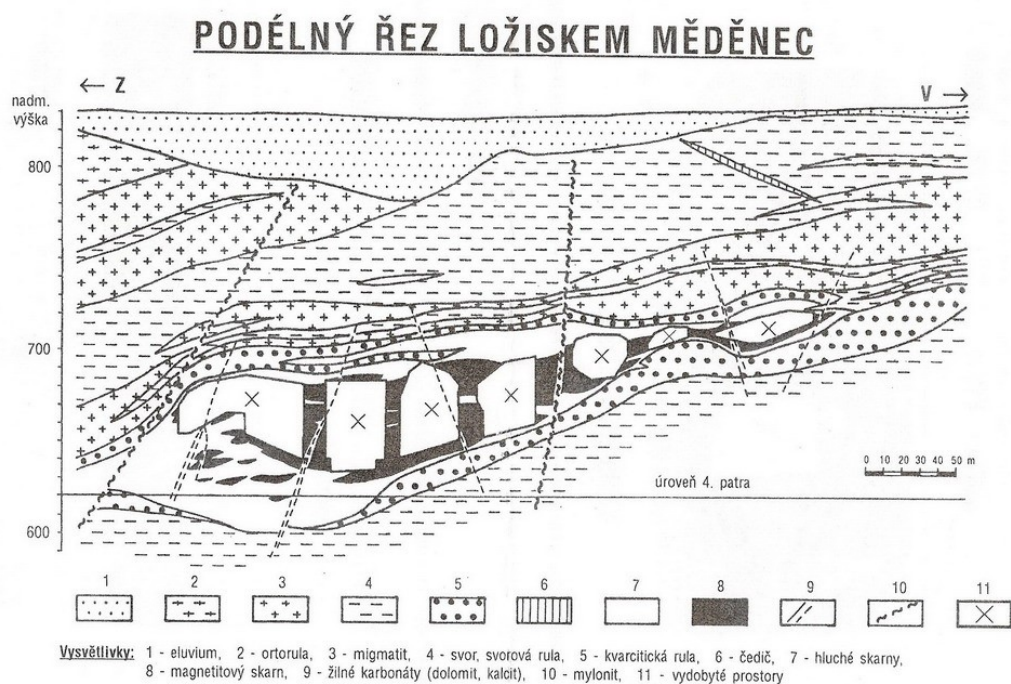 PODÉLNÝ ŘEZ LOŽISKEM MĚDĚNEC
← Z
V →
nadm.
výška
800
700
600
0 10 20 30 40 50 m
úroveň 4. patra
1 2 3 4 5 6 7 8 9 10 11
Vysvětlivky: 1 - eluvium, 2 - ortorula, 3 - migmatit, 4 - svor, svorová rula, 5 - kvarcitická rula, 6 - čedič, 7 - hluché skarny,
8 - magnetitový skarn, 9 - žilné karbonáty (dolomit, kalcit), 10 - mylonit, 11 - vydobyté prostory